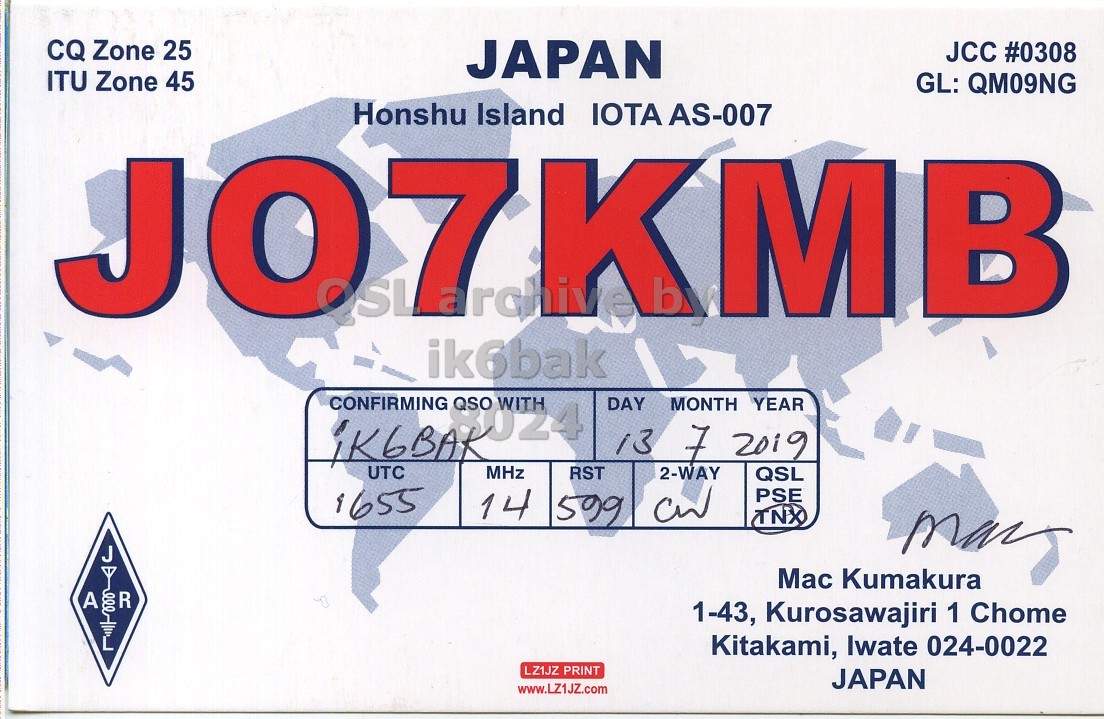 CQ Zone 25
ITU Zone 45
JAPAN
Honshu Island IOTA AS-007
JCC #0308
GL: QM09NG
JO7KMB
QSL archive by
ik6bak
8024
CONFIRMING QSO WITH
iK6BAK
DAY MONTH YEAR
13 7 2019
UTC
1655
MHz
14
RST
599
2-WAY
CW
QSL
PSE
TNX
Mac
Mac Kumakura
1-43, Kurosawajiri 1 Chome
Kitakami, Iwate 024-0022
JAPAN
J
A R
L
LZ1JZ PRINT
www.LZ1JZ.com